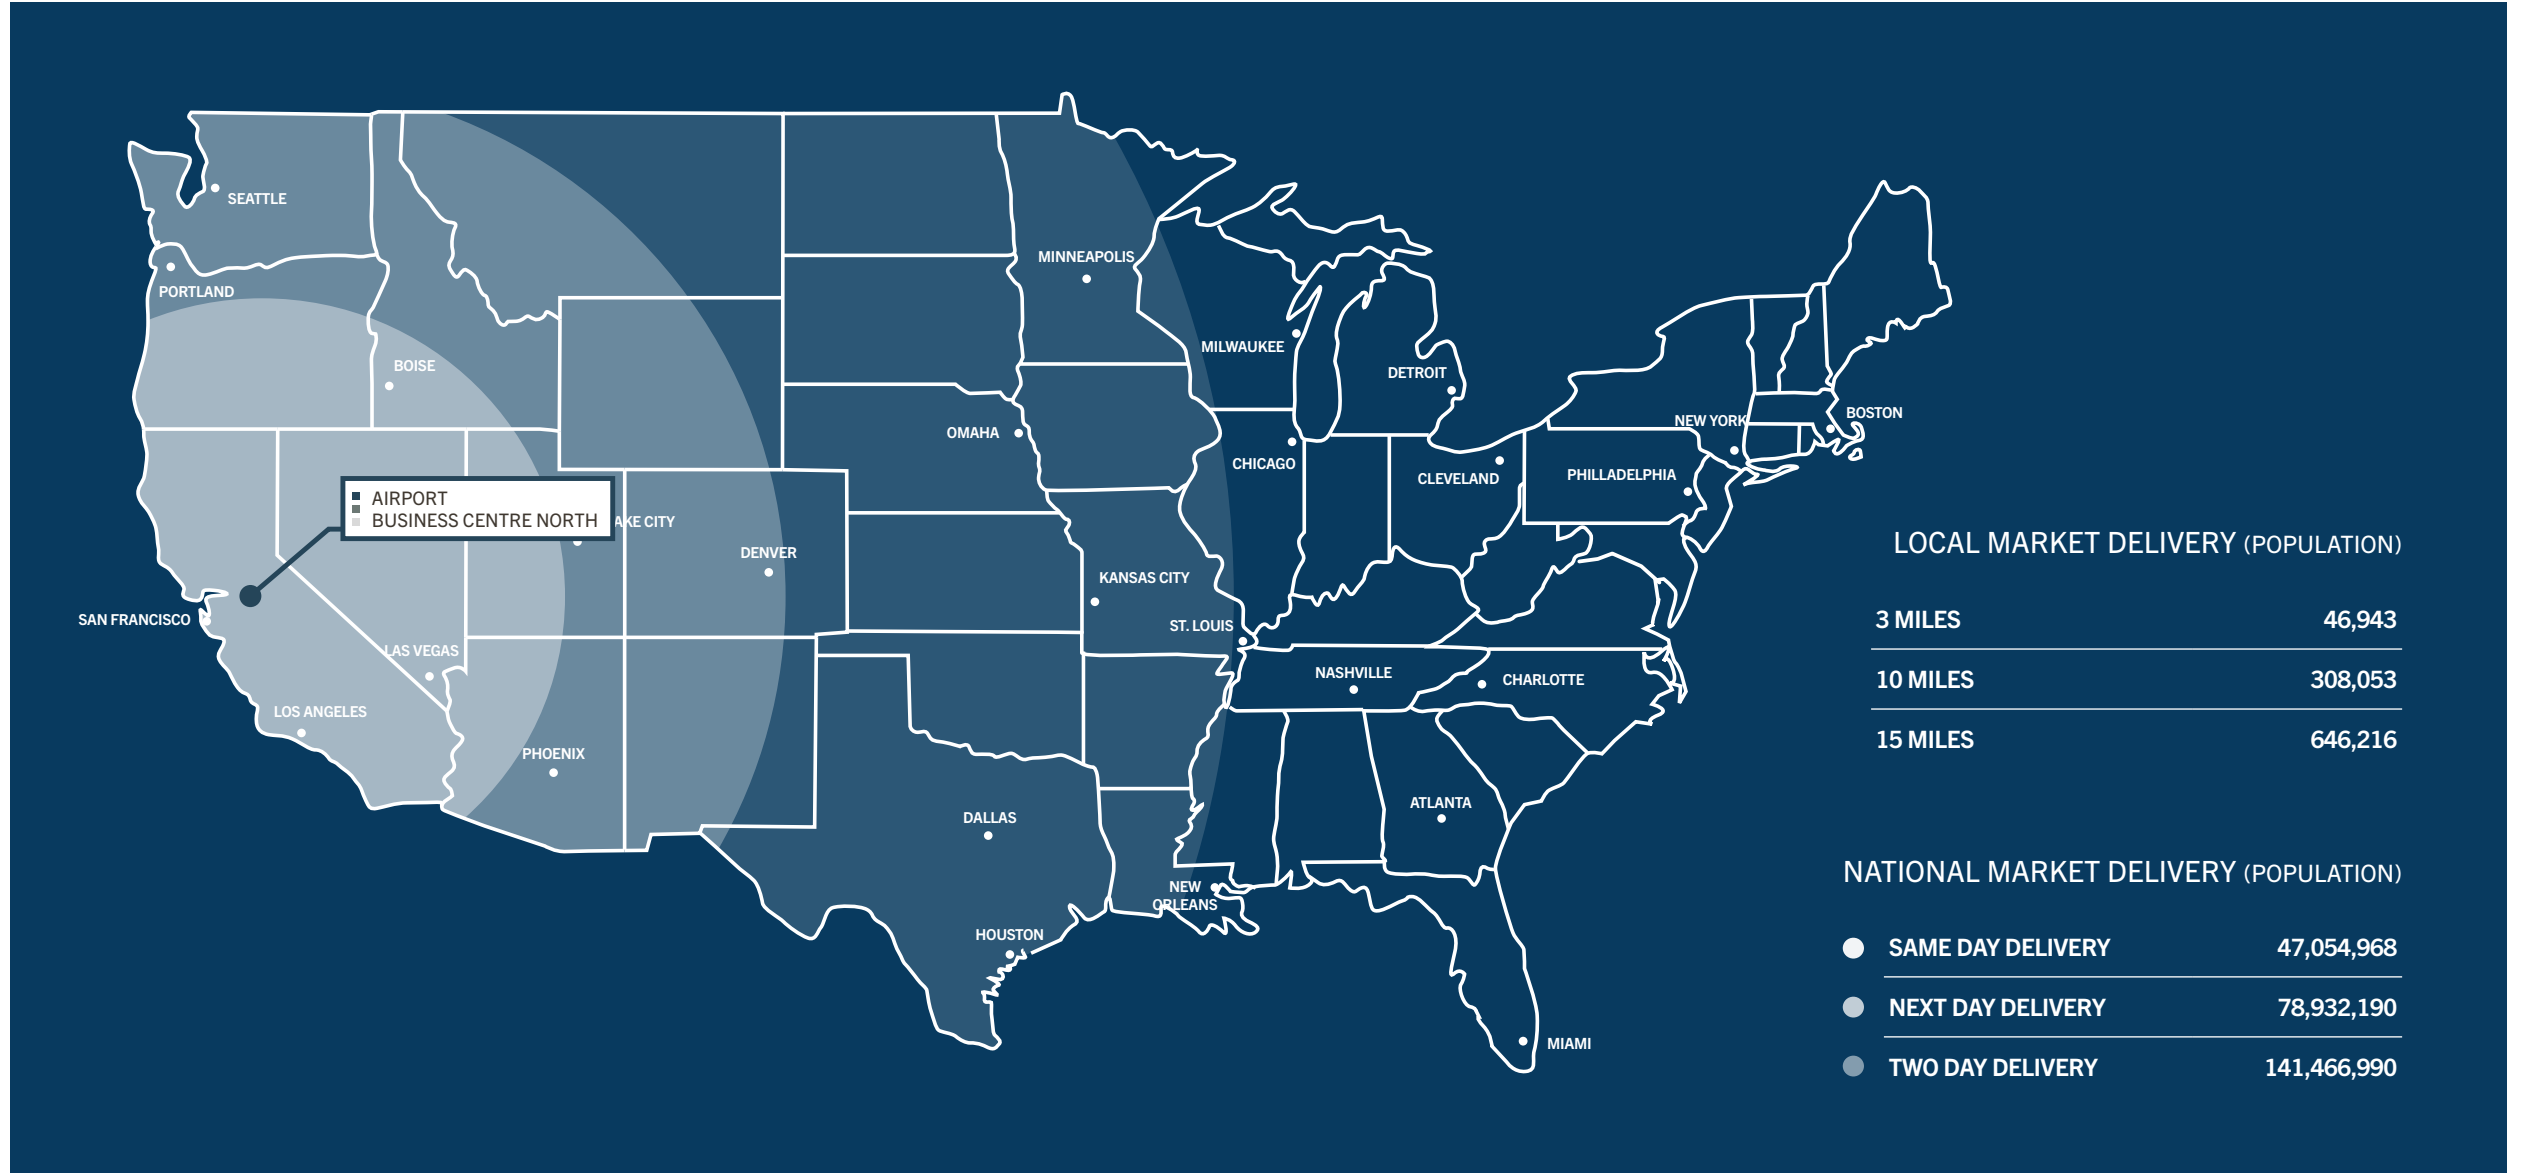 SEATTLE
PORTLAND
BOISE
MINNEAPOLIS
MILWAUKEE
DETROIT
OMAHA
CHICAGO
CLEVELAND
NEW YORK
BOSTON
PHILLADELPHIA
AIRPORT
BUSINESS CENTRE NORTH
AKE CITY
DENVER
KANSAS CITY
ST. LOUIS
SAN FRANCISCO
LAS VEGAS
LOS ANGELES
PHOENIX
NASHVILLE
CHARLOTTE
DALLAS
ATLANTA
NEW
ORLEANS
HOUSTON
MIAMI
LOCAL MARKET DELIVERY (POPULATION)
3 MILES 46,943
10 MILES 308,053
15 MILES 646,216
NATIONAL MARKET DELIVERY (POPULATION)
SAME DAY DELIVERY 47,054,968
NEXT DAY DELIVERY 78,932,190
TWO DAY DELIVERY 141,466,990